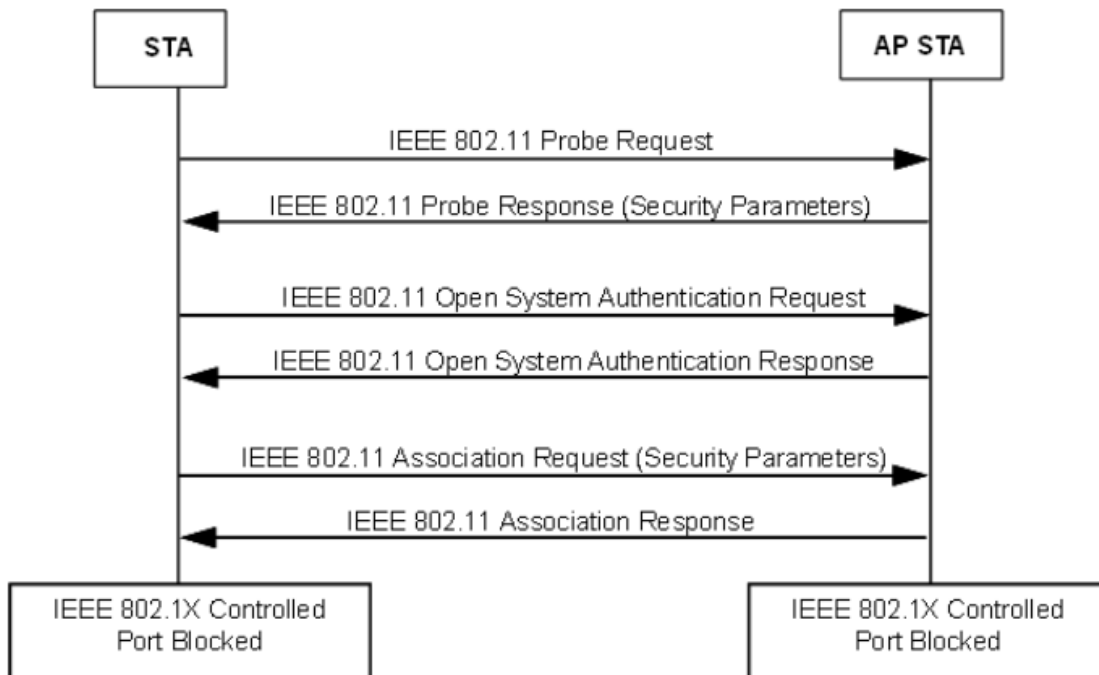 STA
AP STA
IEEE 802.11 Probe Request
IEEE 802.11 Probe Response (Security Parameters)
IEEE 802.11 Open System Authentication Request
IEEE 802.11 Open System Authentication Response
IEEE 802.11 Association Request (Security Parameters)
IEEE 802.11 Association Response
IEEE 802.1X Controlled
Port Blocked
IEEE 802.1X Controlled
Port Blocked